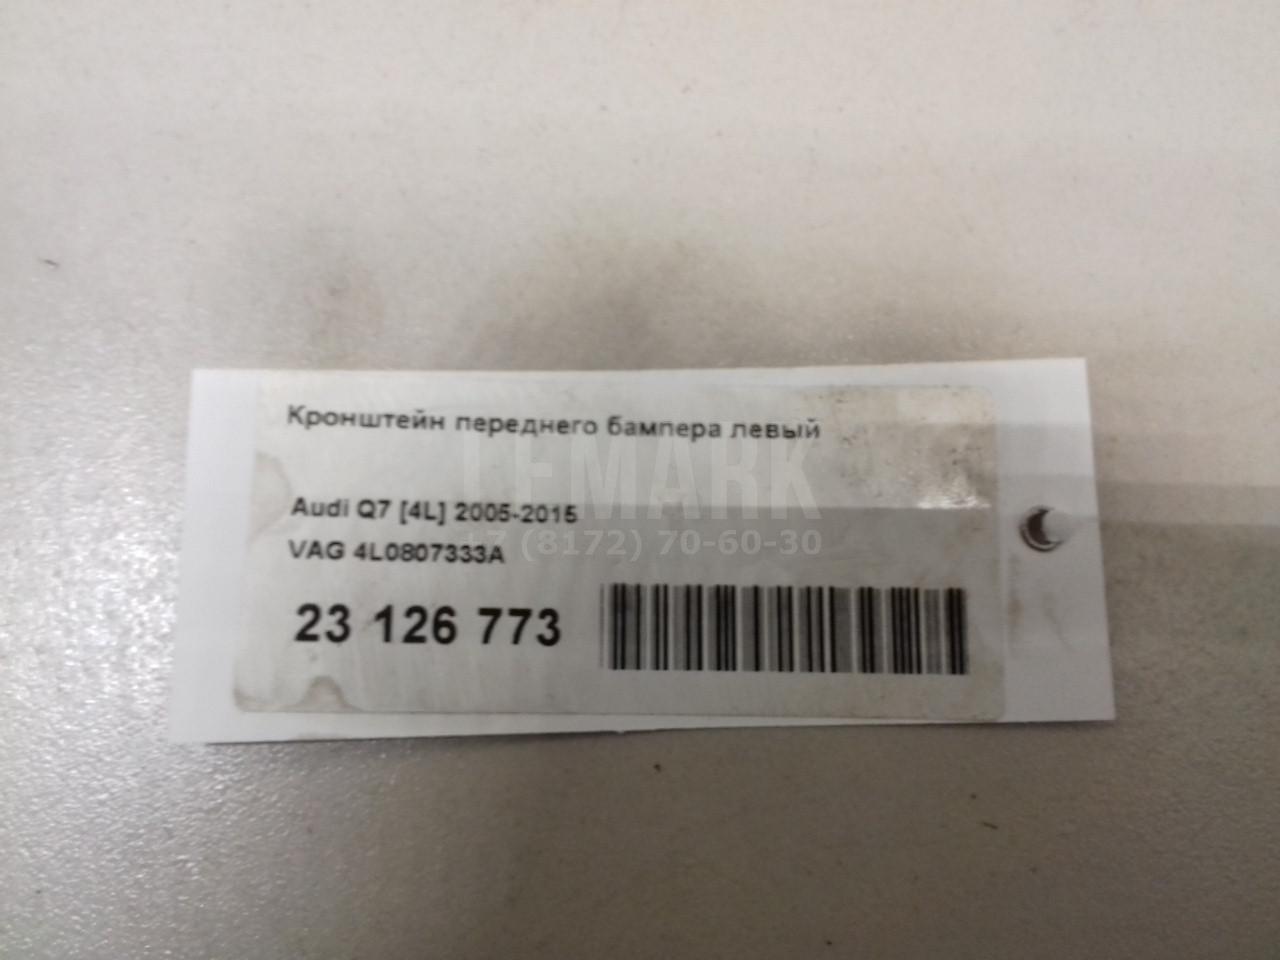 Кронштейн переднего бампера левый
LEMARK
Audi Q7 [4L] 2005-2015
+7 (8172) 70-60-30
VAG 4L0807333A
23 126 773